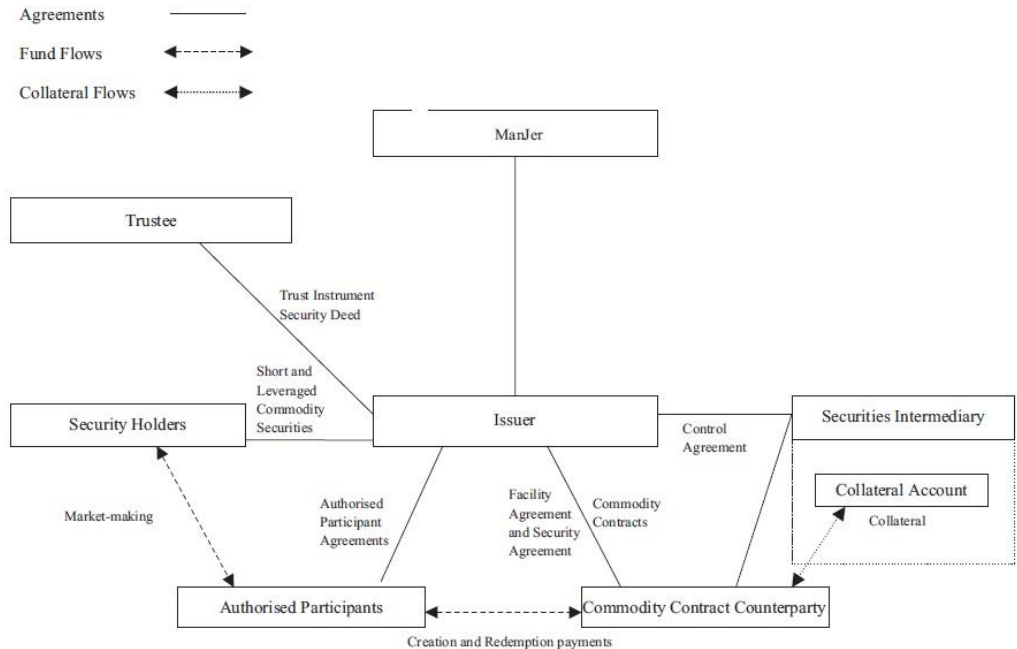 Agreements
Fund Flows
Collateral Flows
ManJer
Trustee
Trust Instrument
Security Deed
Short and
Leveraged
Commodity
Securities
Security Holders
Issuer
Securities Intermediary
Control
Agreement
Collateral Account
Collateral
Market-making
Authorised
Participant
Agreements
Facility
Agreement
and Security
Agreement
Commodity
Contracts
Authorised Participants
Commodity Contract Counterparty
Creation and Redemption payments